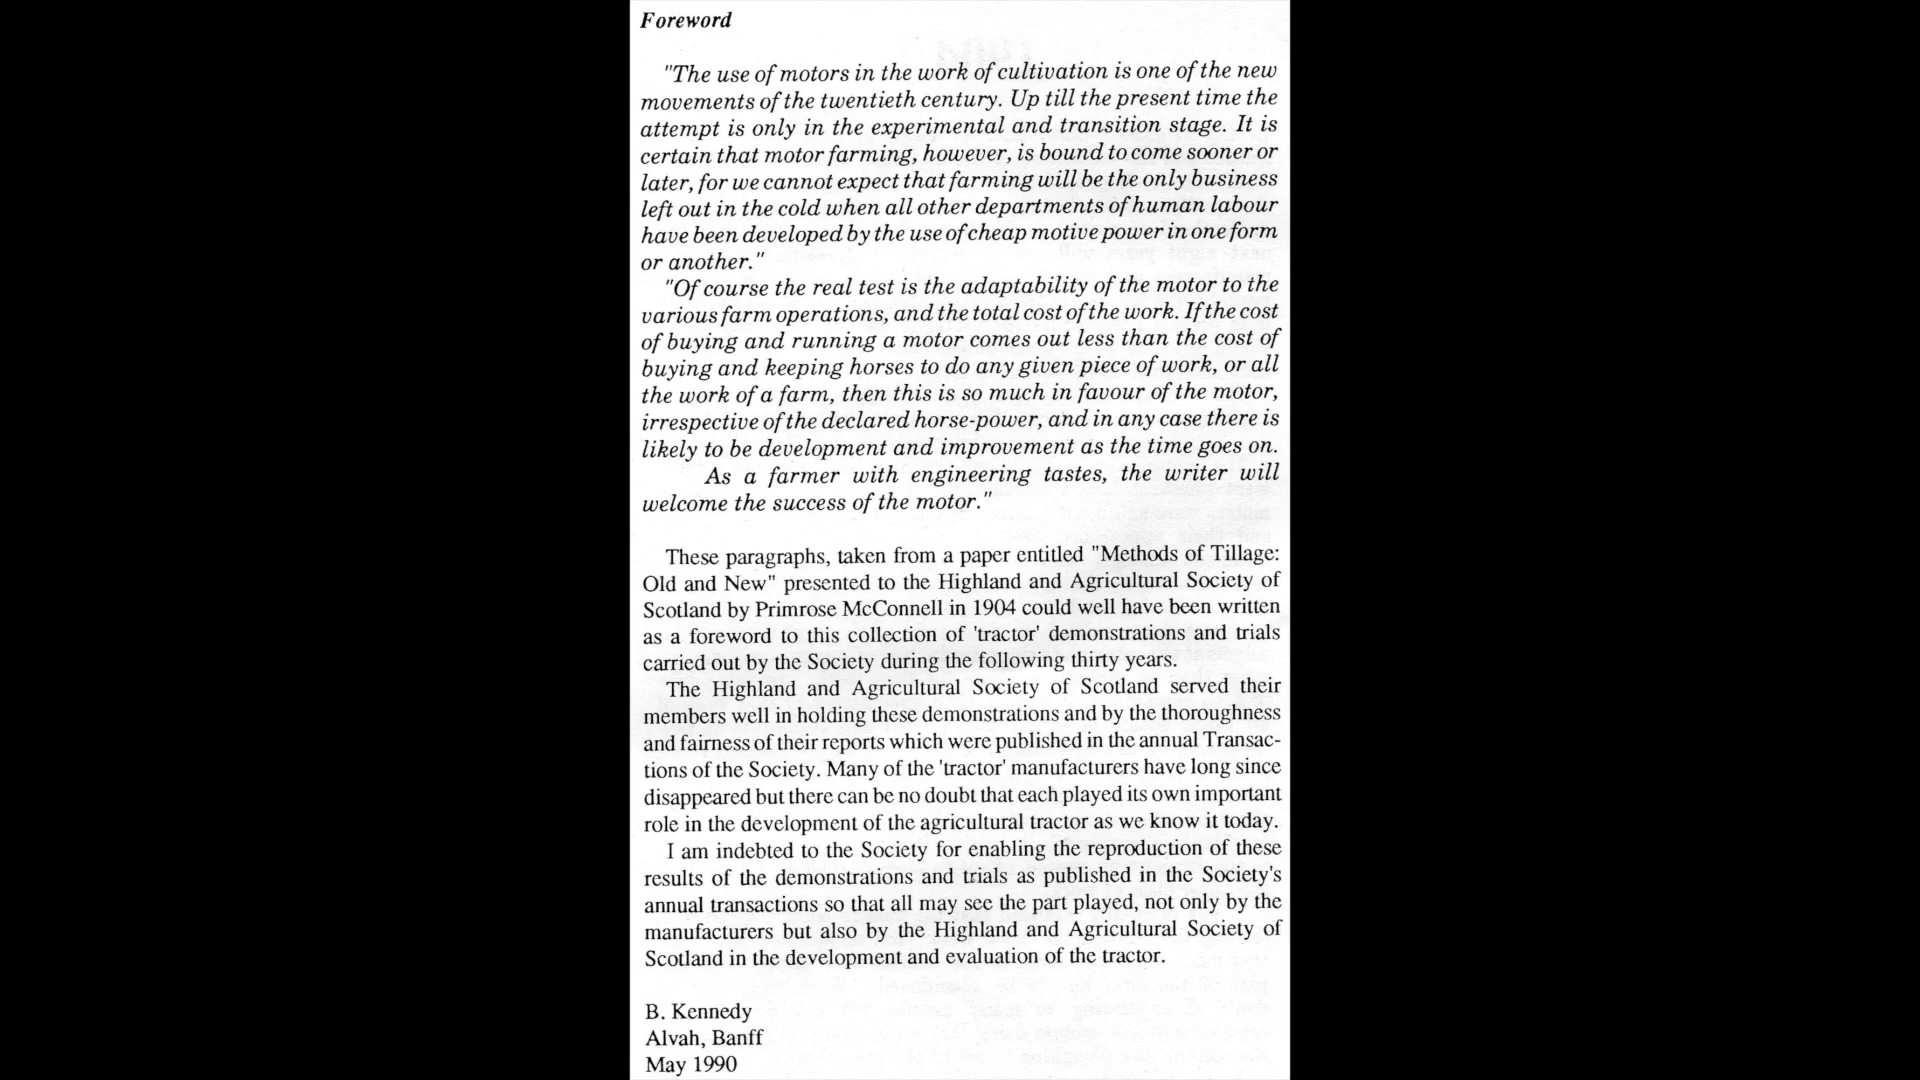 Foreword
"The use of motors in the work of cultivation is one of the new
movements of the twentieth century. Up till the present time the
attempt is only in the experimental and transition stage. It is
certain that motor farming, however, is bound to come sooner or
later, for we cannot expect that farming will be the only business
left out in the cold when all other departments of human labour
have been developed by the use of cheap motive power in one form
or another."
"Of course the real test is the adaptability of the motor to the
various farm operations, and the total cost of the work. If the cost
of buying and running a motor comes out less than the cost of
buying and keeping horses to do any given piece of work, or all
the work of a farm, then this is so much in favour of the motor,
irrespective of the declared horse-power, and in any case there is
likely to be development and improvement as the time goes on.
As a farmer with engineering tastes, the writer will
welcome the success of the motor."
These paragraphs, taken from a paper entitled "Methods of Tillage:
Old and New" presented to the Highland and Agricultural Society of
Scotland by Primrose McConnell in 1904 could well have been written
as a foreword to this collection of 'tractor' demonstrations and trials
carried out by the Society during the following thirty years.
The Highland and Agricultural Society of Scotland served their
members well in holding these demonstrations and by the thoroughness
and fairness of their reports which were published in the annual Transac-
tions of the Society. Many of the 'tractor' manufacturers have long since
disappeared but there can be no doubt that each played its own important
role in the development of the agricultural tractor as we know it today.
I am indebted to the Society for enabling the reproduction of these
results of the demonstrations and trials as published in the Society's
annual transactions so that all may see the part played, not only by the
manufacturers but also by the Highland and Agricultural Society of
Scotland in the development and evaluation of the tractor.
B. Kennedy
Alvah, Banff
May 1990